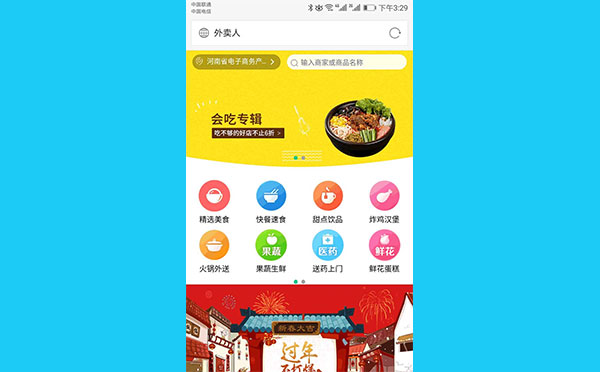 中国联通
中国电信
下午3:29
外卖人
河南省电子商务产...
输入商家或商品名称
会吃专辑
吃不够的好店不止6折 >
精选美食
快餐速食
甜点饮品
炸鸡汉堡
果蔬
医药
鲜花
火锅外送
果蔬生鲜
送药上门
鲜花蛋糕
新春大吉
过年
不打烊